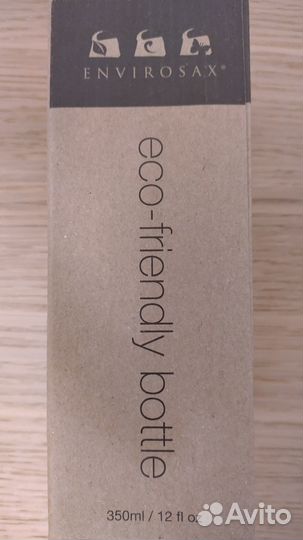 ENVIROSAX®
eco-friendly bottle
350ml / 12 fl oz
Avito